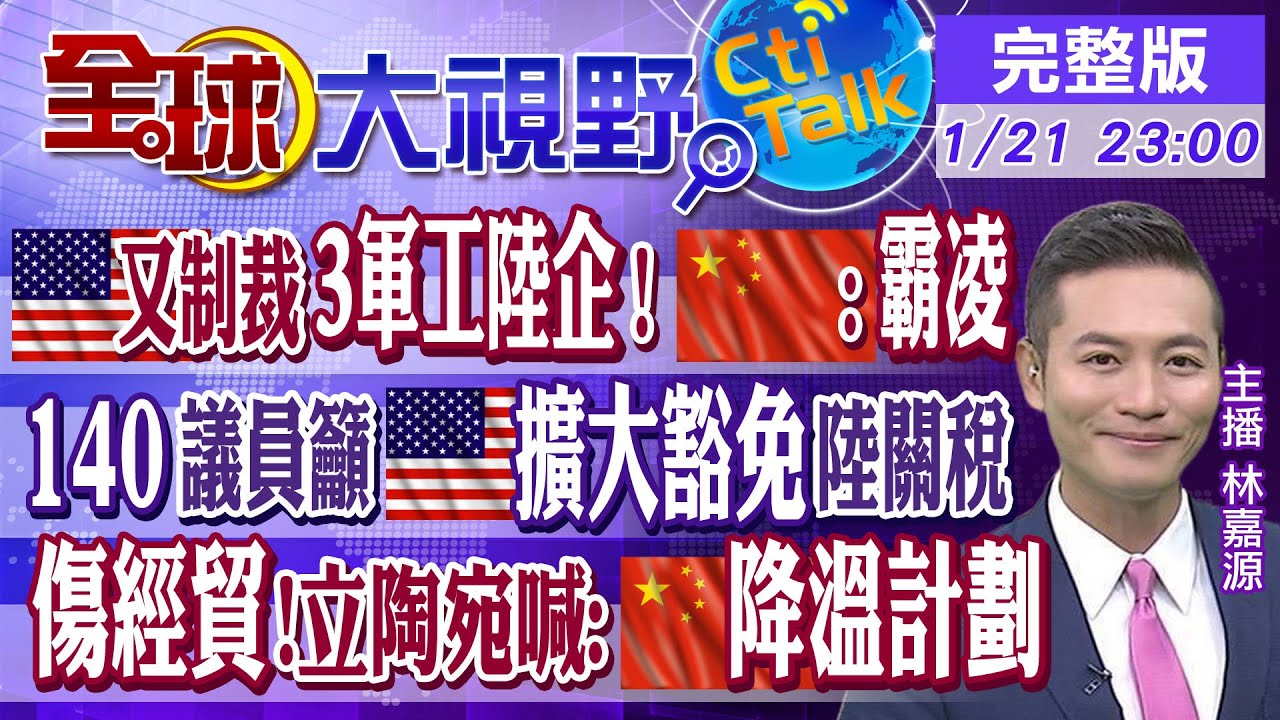 全球大視野
Cti Talk
完整版
1/21 23:00
又制裁3軍工陸企! :霸凌
140議員籲 擴大豁免陸關稅
傷經貿!立陶宛喊: 降溫計劃
主播 林嘉源